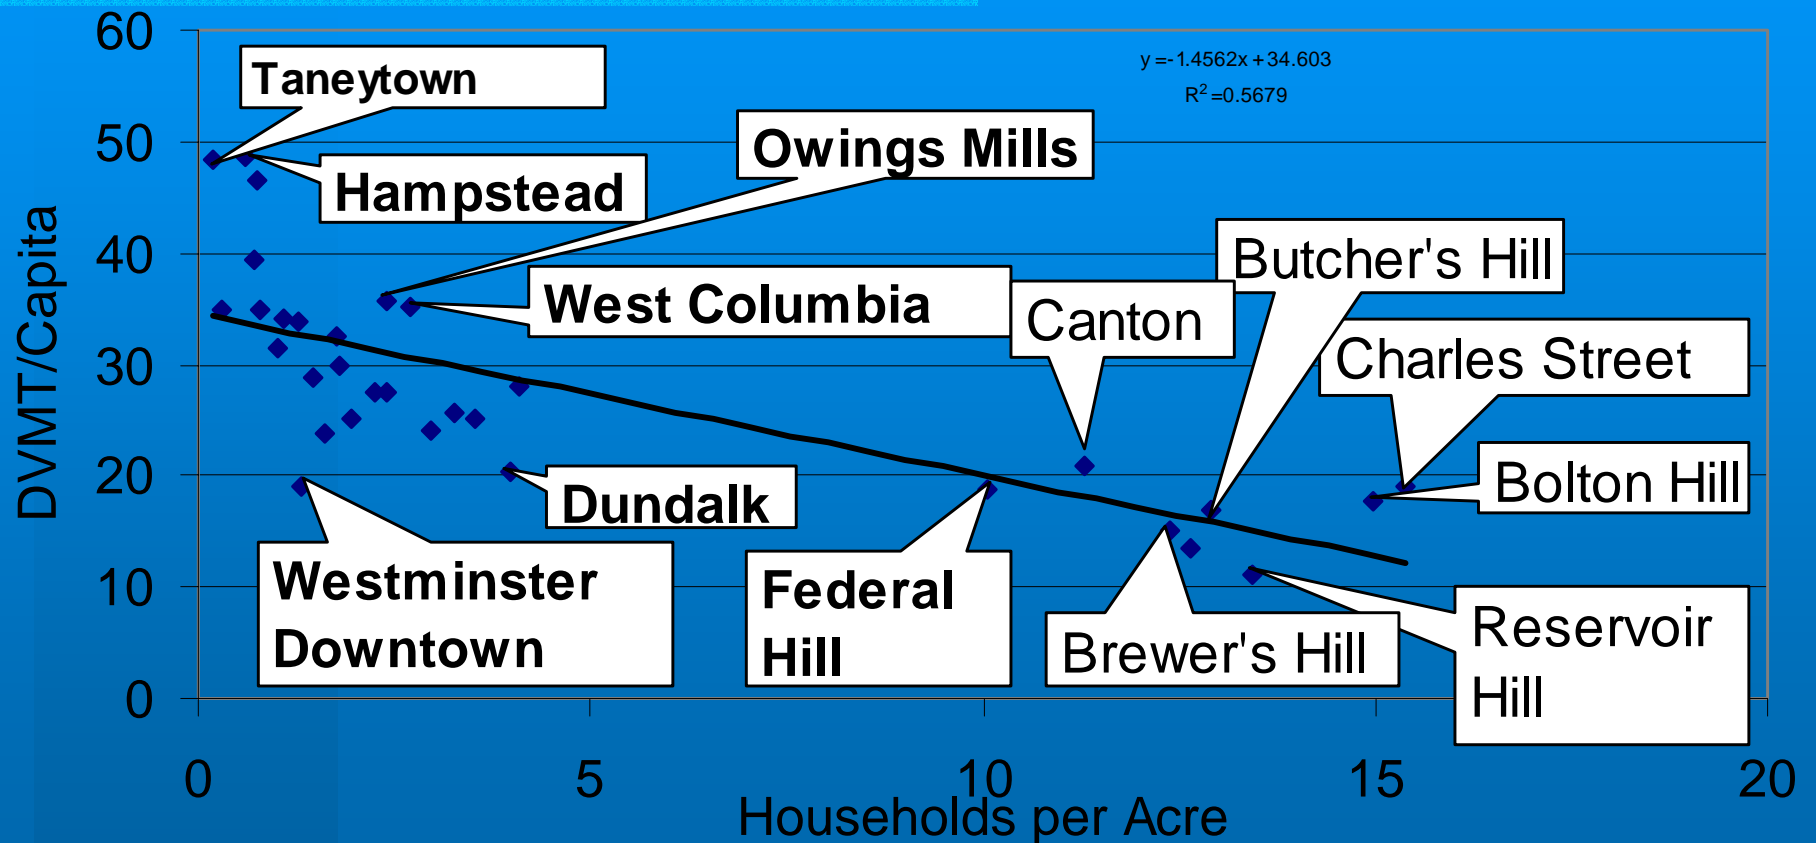 60
50
40
30
20
10
0
DVMT/Capita
y =-1.4562x + 34.603
R² =0.5679
Taneytown
Hampstead
Owings Mills
West Columbia
Canton
Butcher's Hill
Charles Street
Bolton Hill
Dundalk
Westminster
Downtown
Federal
Hill
Brewer's Hill
Reservoir
Hill
0
5
10
15
20
Households per Acre